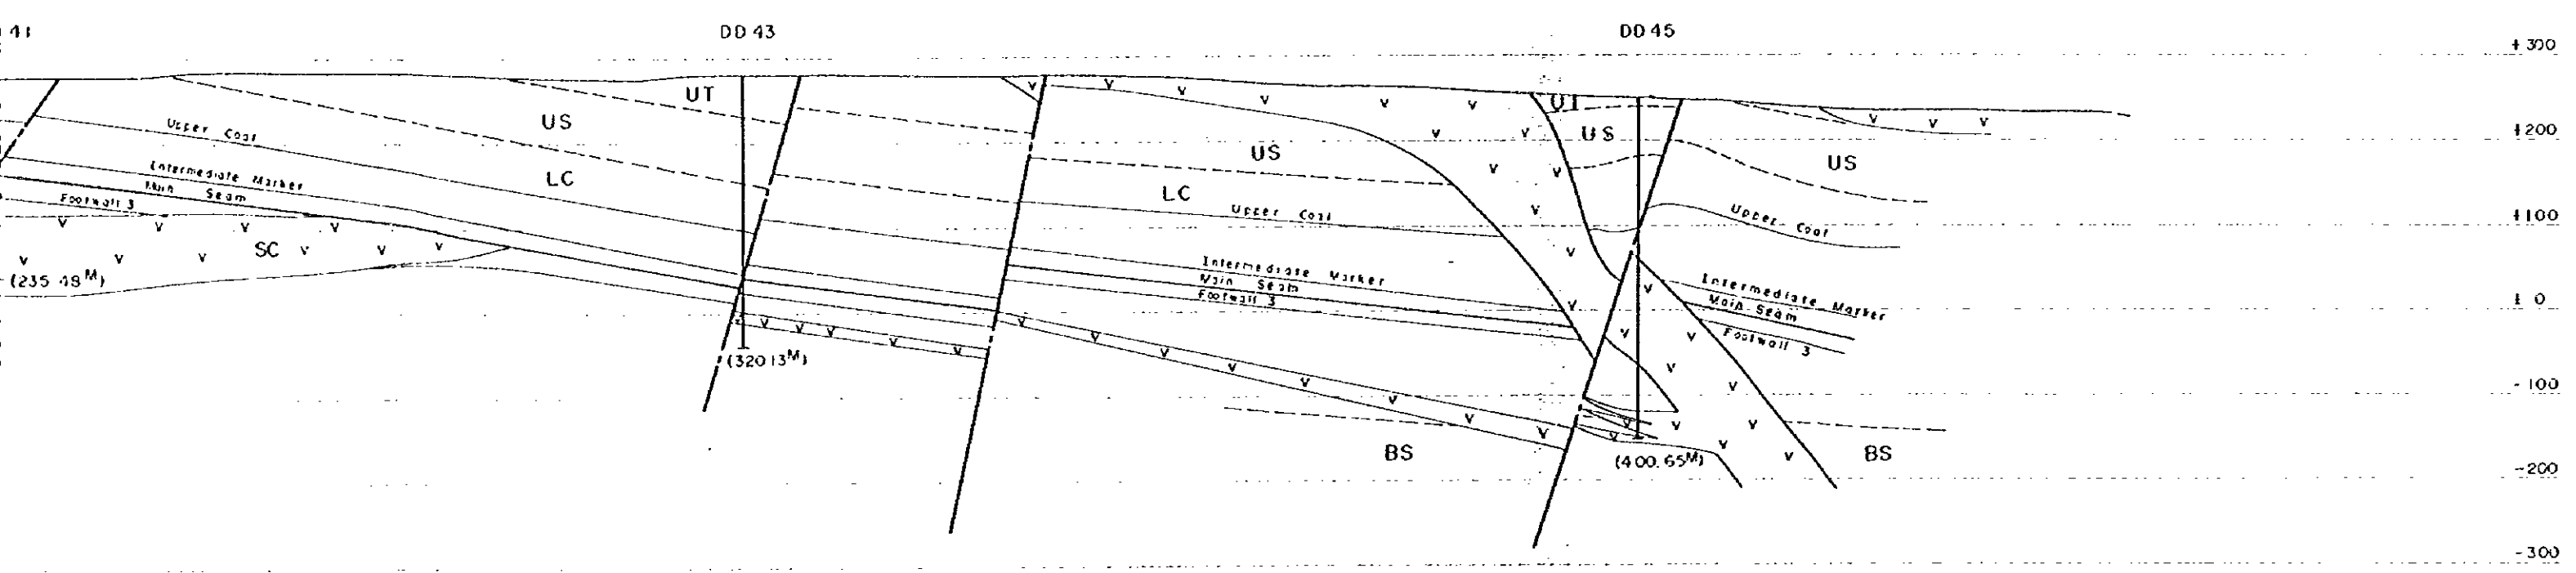 41
DD 43
DD 45
+300
UT
UT
US
US
US
US
+200
Upper Coal
LC
LC
Upper Coal
Upper Coal
+100
Intermediate Marker
Main Seam
Footwall 3
SC
(235.48M)
Intermediate Marker
Main Seam
Footwall 3
Intermediate Marker
Main Seam
Footwall 3
± 0
(320.13M)
-100
BS
BS
(400.65M)
-200
-300